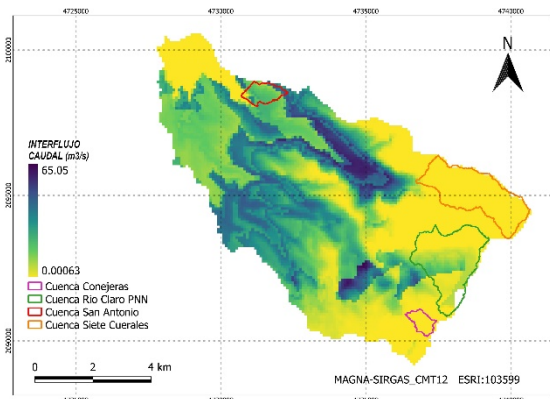 4725000
4730000
4735000
4740000
2100000
N
INTERFLUJO
CAUDAL (m3/s)
65.05
0.00063
Cuenca Conejeras
Cuenca Rio Claro PNN
Cuenca San Antonio
Cuenca Siete Cuerales
2090000
0 2 4 km
MAGNA-SIRGAS_CMT12 ESRI:103599